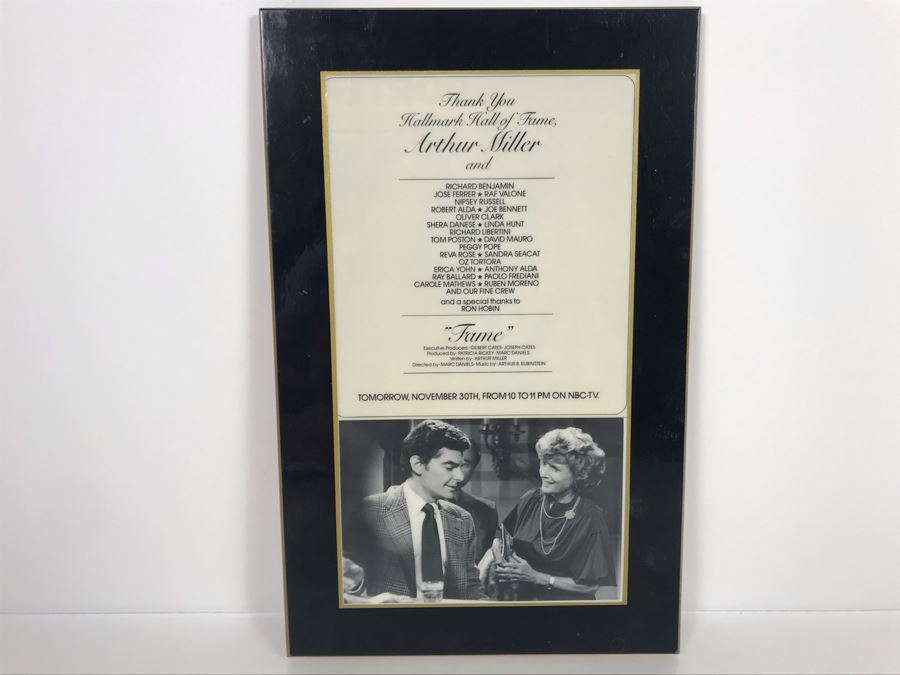 Thank You
Hallmark Hall of Fame,
Arthur Miller
and
RICHARD BENJAMIN
JOSE FERRER ★ RAF VALONE
NIPSEY RUSSELL
ROBERT ALDA ★ JOE BENNETT
OLIVER CLARK
SHERA DANESE ★ LINDA HUNT
RICHARD LIBERTINI
TOM POSTON ★ DAVID MAURO
PEGGY POPE
REVA ROSE ★ SANDRA SEACAT
OZ TORTORA
ERICA YOHN ★ ANTHONY ALDA
RAY BALLARD ★ PAOLO FREDIANI
CAROLE MATHEWS ★ RUBEN MORENO
AND OUR FINE CREW
and a special thanks to
RON HOBIN
"Fame"
Executive Producers · GILBERT CATES · JOSEPH CATES
Produced by · PATRICIA RICKEY · MARC DANIELS
Written by · ARTHUR MILLER
Directed by · MARC DANIELS · Music by · ARTHUR B. RUBINSTEIN
TOMORROW, NOVEMBER 30TH, FROM 10 TO 11 PM ON NBC-TV.